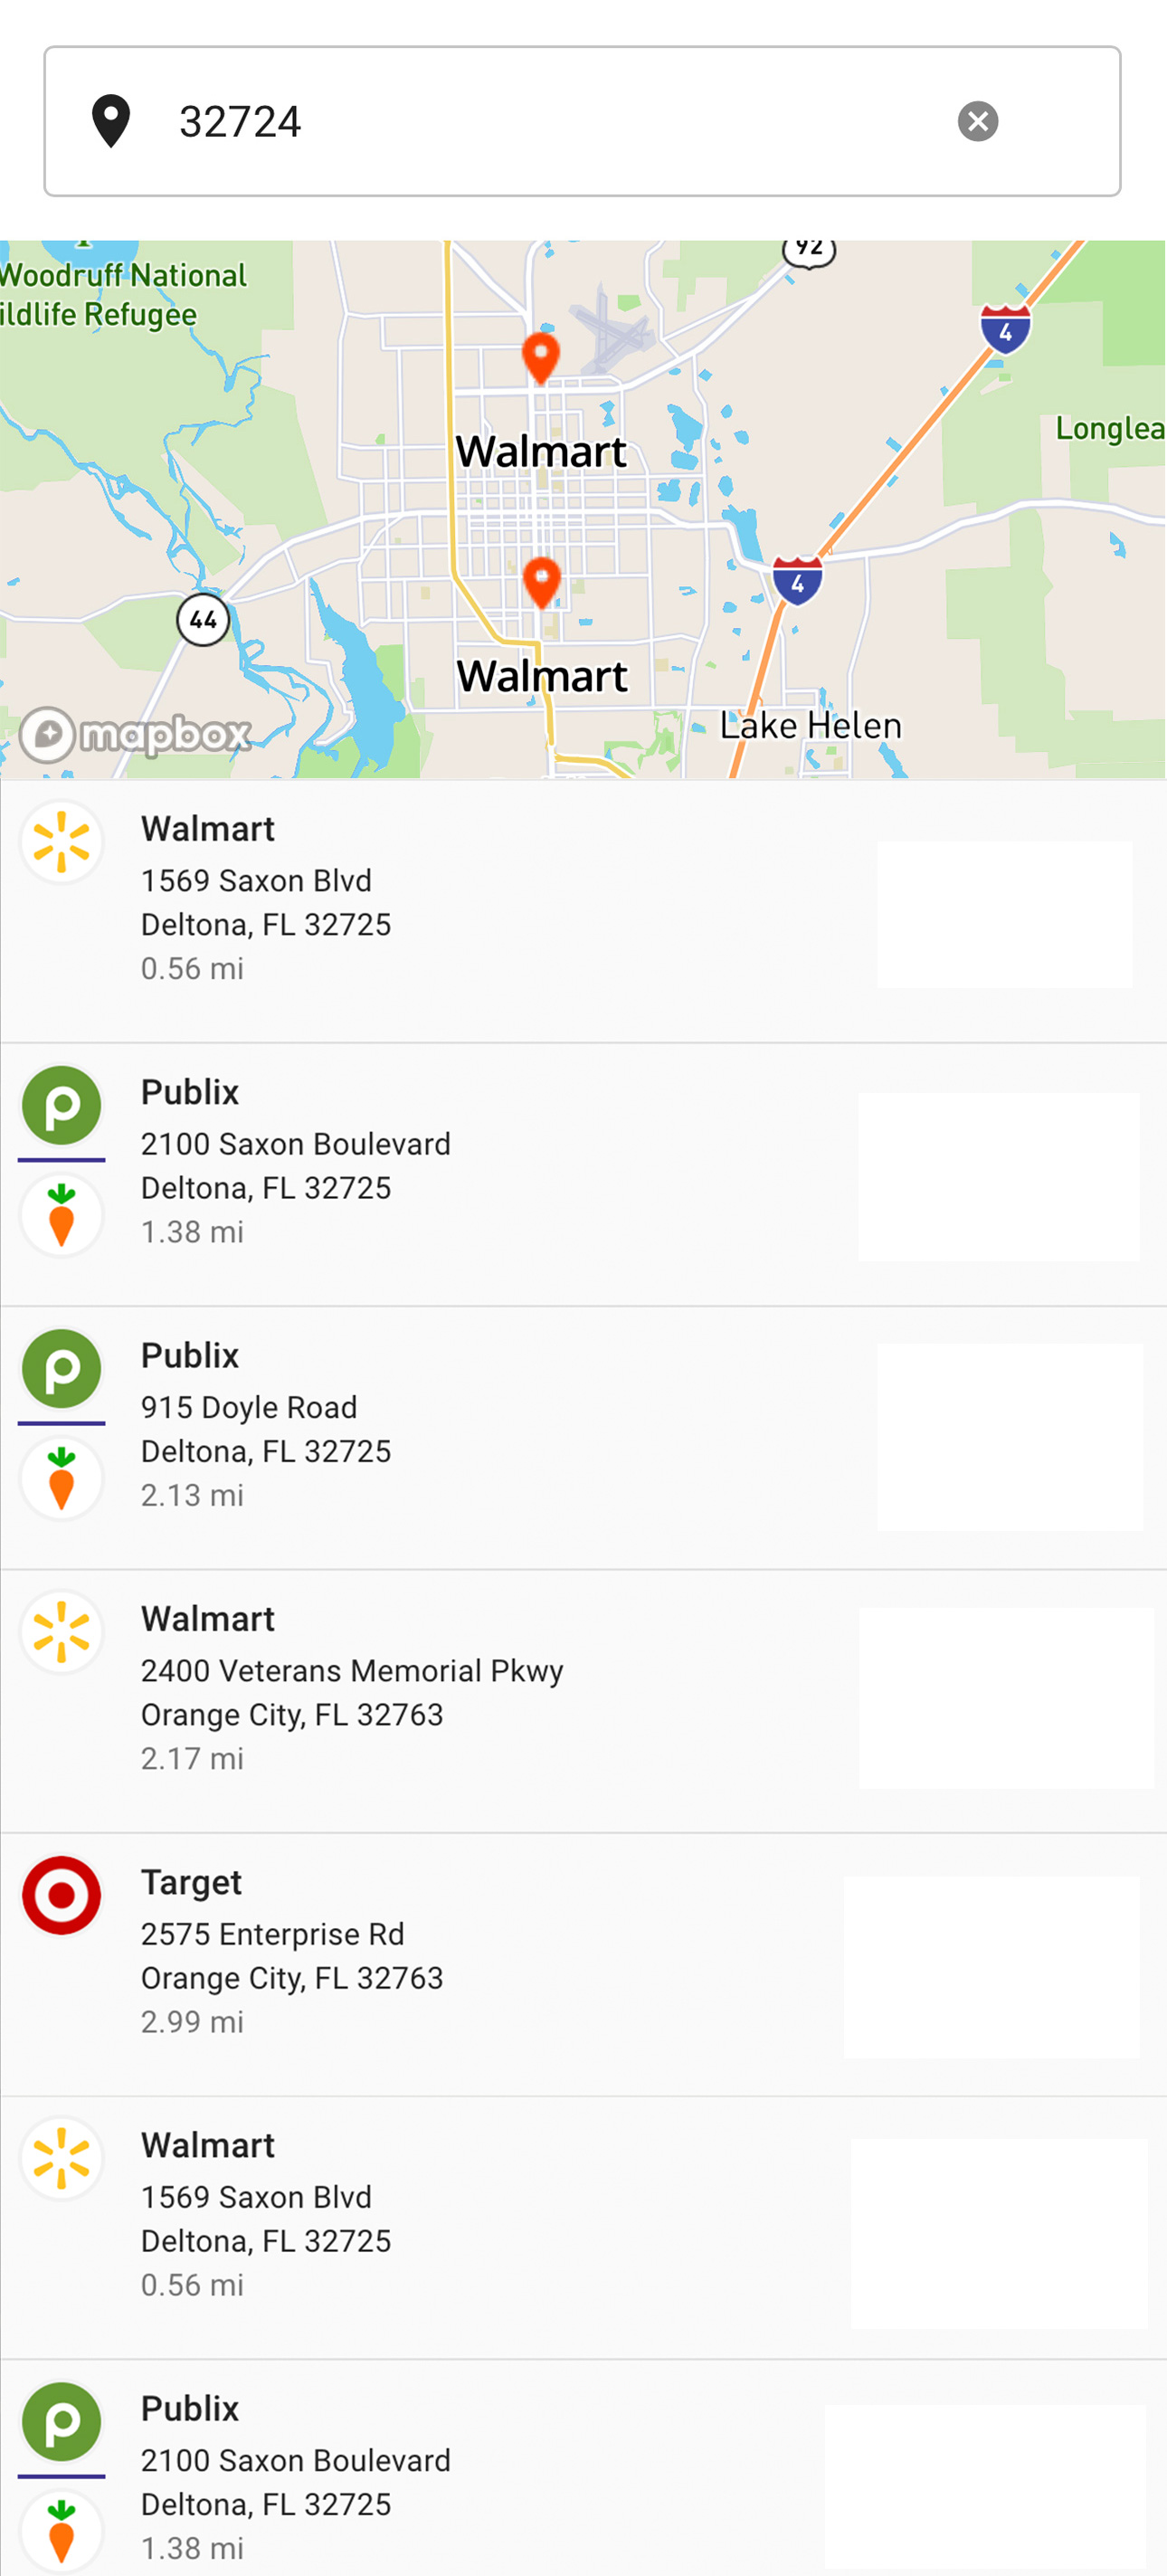 32724
92
Woodruff National
ildlife Refugee
4
Longlea
Walmart
4
44
Walmart
Lake Helen
mapbox
Walmart
1569 Saxon Blvd
Deltona, FL 32725
0.56 mi
Publix
2100 Saxon Boulevard
Deltona, FL 32725
1.38 mi
Publix
915 Doyle Road
Deltona, FL 32725
2.13 mi
Walmart
2400 Veterans Memorial Pkwy
Orange City, FL 32763
2.17 mi
Target
2575 Enterprise Rd
Orange City, FL 32763
2.99 mi
Walmart
1569 Saxon Blvd
Deltona, FL 32725
0.56 mi
Publix
2100 Saxon Boulevard
Deltona, FL 32725
1.38 mi